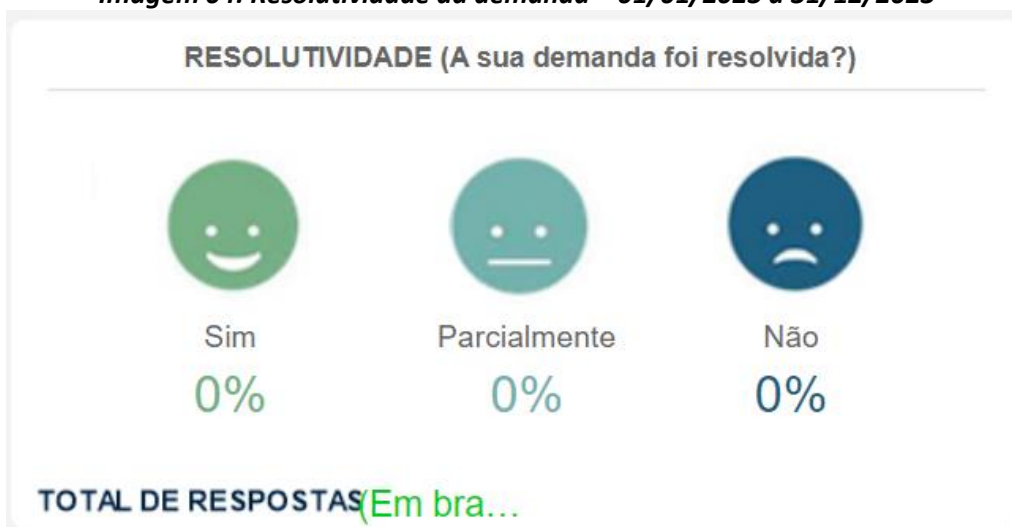 RESOLUTIVIDADE (A sua demanda foi resolvida?)
Sim Parcialmente Não
0% 0% 0%
TOTAL DE RESPOSTAS(Em bra…